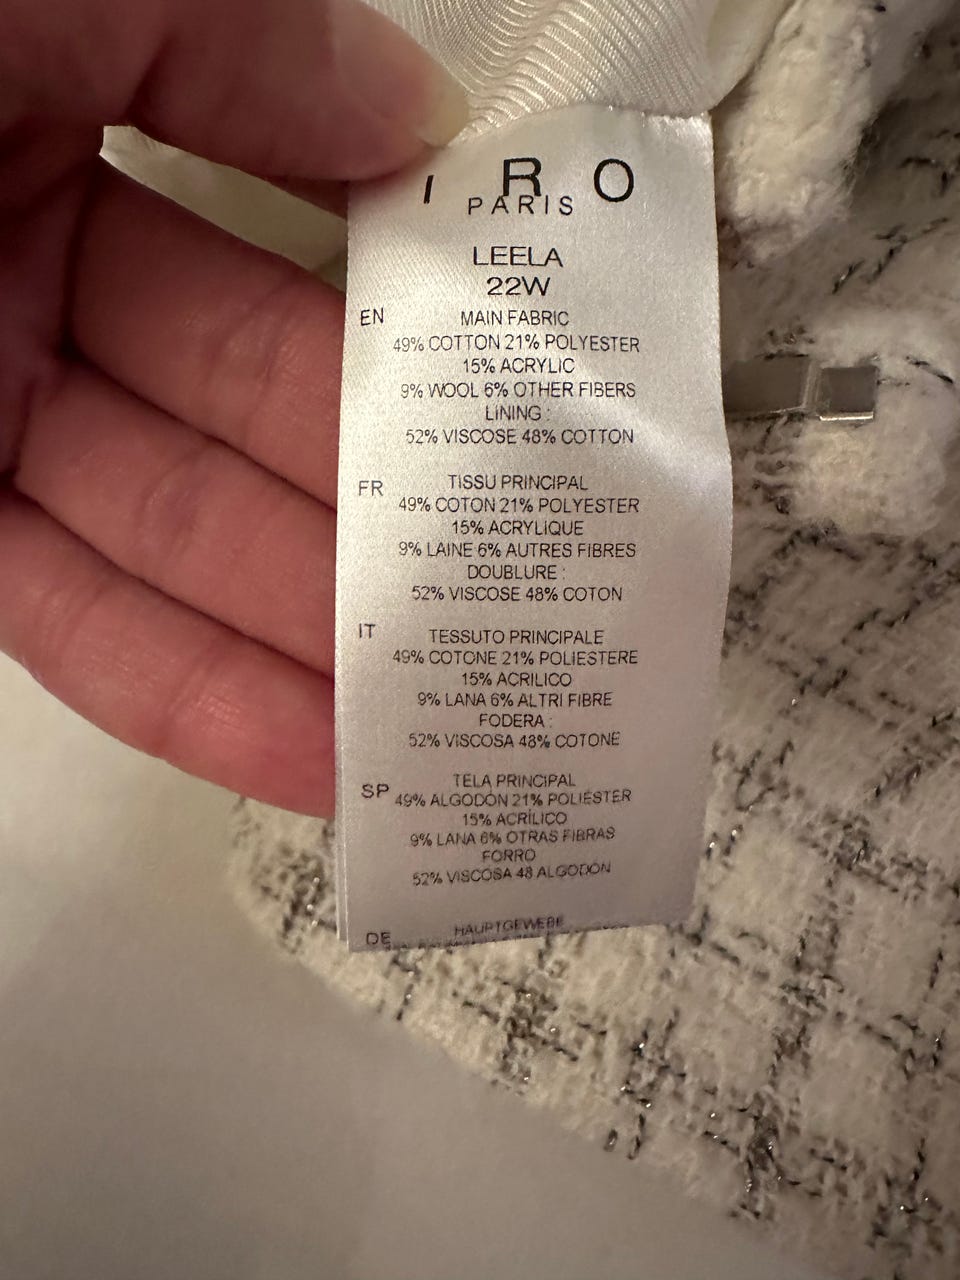 IRO
PARIS
LEELA
22W
EN MAIN FABRIC
49% COTTON 21% POLYESTER
15% ACRYLIC
9% WOOL 6% OTHER FIBERS
LINING :
52% VISCOSE 48% COTTON
FR TISSU PRINCIPAL
49% COTON 21% POLYESTER
15% ACRYLIQUE
9% LAINE 6% AUTRES FIBRES
DOUBLURE :
52% VISCOSE 48% COTON
IT TESSUTO PRINCIPALE
49% COTONE 21% POLIESTERE
15% ACRILICO
9% LANA 6% ALTRI FIBRE
FODERA :
52% VISCOSA 48% COTONE
SP TELA PRINCIPAL
49% ALGODÓN 21% POLIÉSTER
15% ACRÍLICO
9% LANA 6% OTRAS FIBRAS
FORRO
52% VISCOSA 48 ALGODON
DE HAUPTGEWEBE